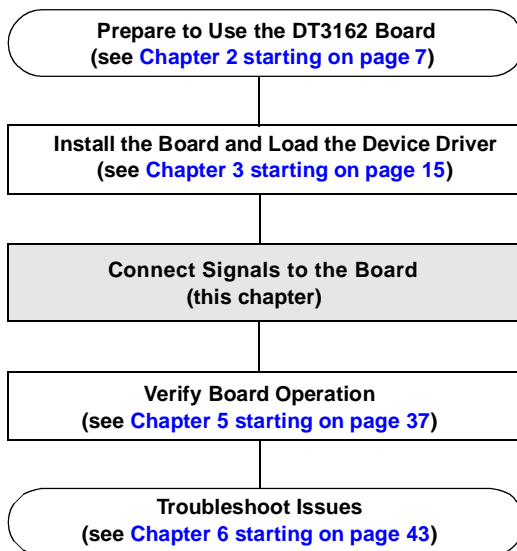 Prepare to Use the DT3162 Board
(see Chapter 2 starting on page 7)
Install the Board and Load the Device Driver
(see Chapter 3 starting on page 15)
Connect Signals to the Board
(this chapter)
Verify Board Operation
(see Chapter 5 starting on page 37)
Troubleshoot Issues
(see Chapter 6 starting on page 43)